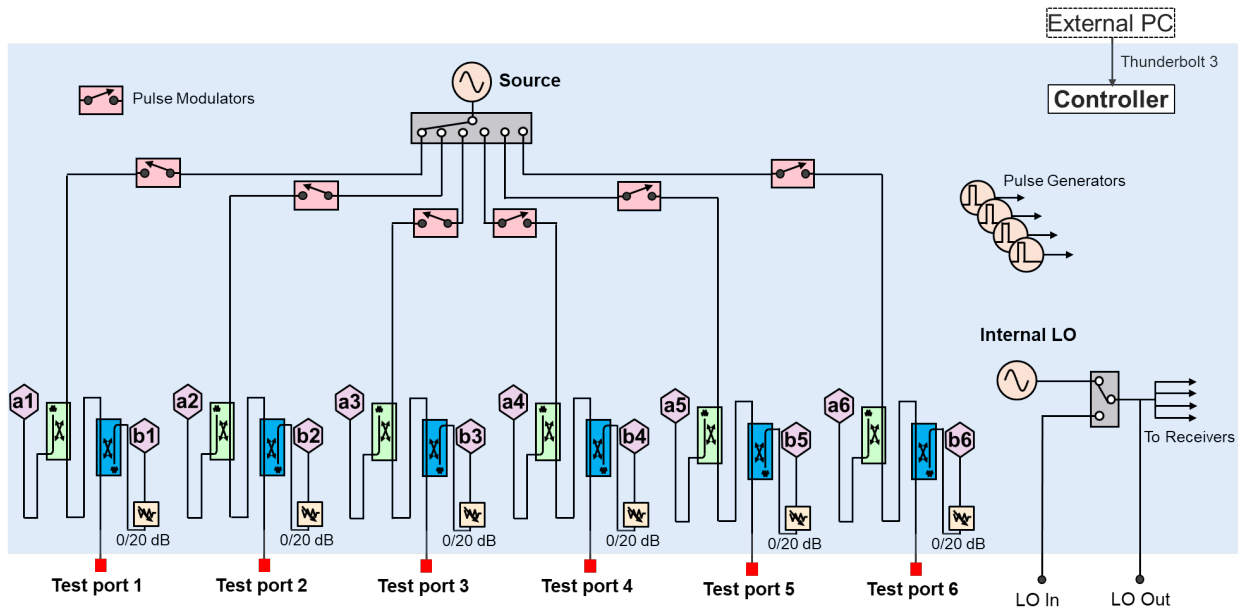 External PC
Thunderbolt 3
Controller
Source
Pulse Modulators
Pulse Generators
Internal LO
a1
a2
a3
a4
a5
a6
b1
b2
b3
b4
b5
b6
To Receivers
0/20 dB
0/20 dB
0/20 dB
0/20 dB
0/20 dB
0/20 dB
Test port 1
Test port 2
Test port 3
Test port 4
Test port 5
Test port 6
LO In
LO Out